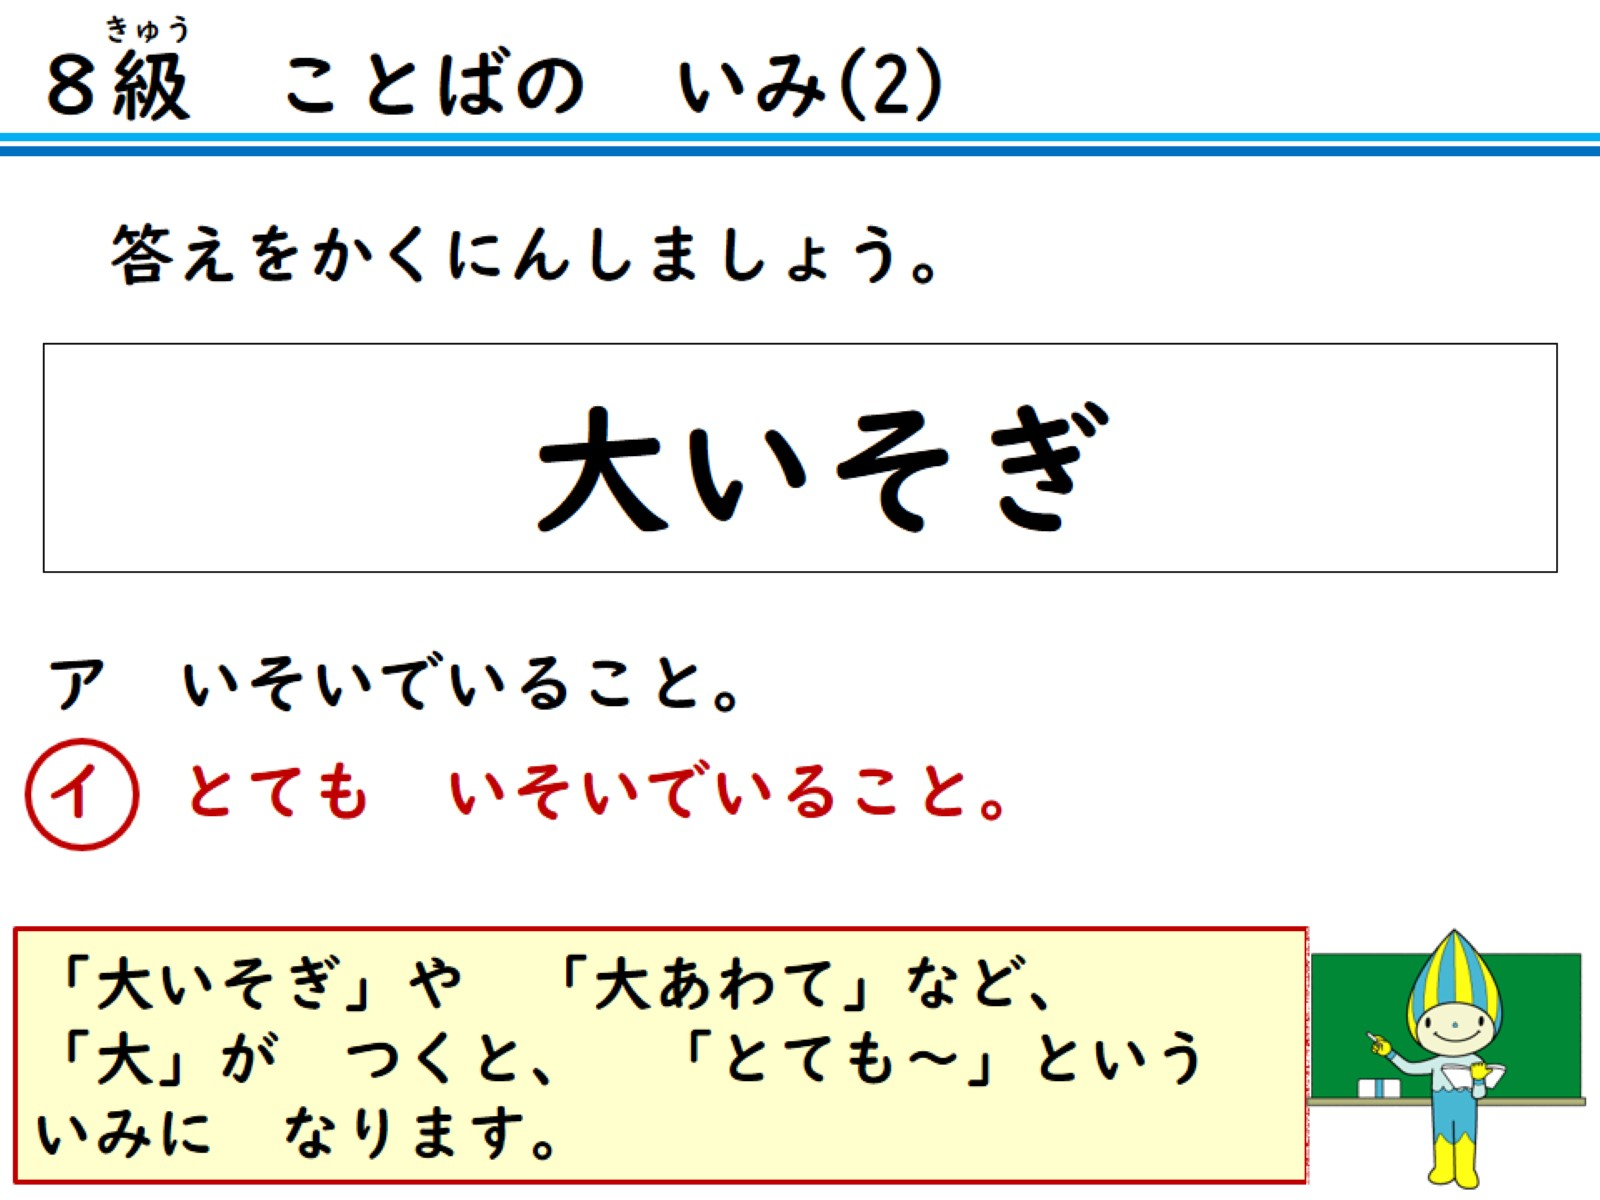 きゅう
8級　ことばの　いみ(2)
答えをかくにんしましょう。
大いそぎ
ア　いそいでいること。
イ　とても　いそいでいること。
「大いそぎ」や　「大あわて」など、
「大」が　つくと、　「とても～」という
いみに　なります。